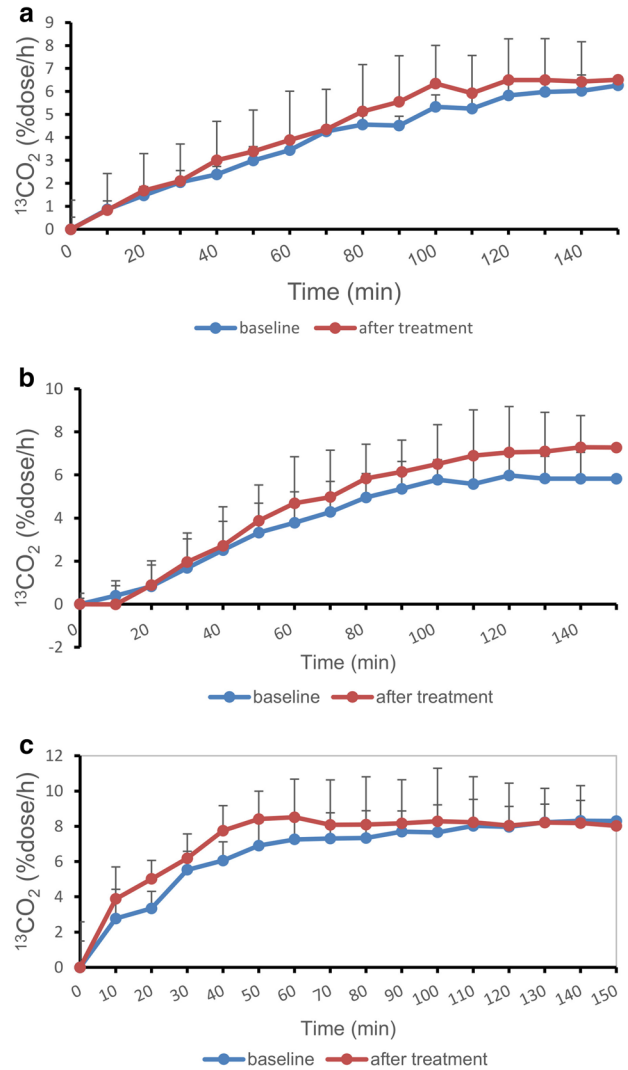 a
9
8
7
6
5
4
3
2
1
0
¹³CO₂ (%dose/h)
0 20 40 60 80 100 120 140
Time (min)
baseline after treatment
b
10
8
6
4
2
0
-2
¹³CO₂ (%dose/h)
0 20 40 60 80 100 120 140
Time (min)
baseline after treatment
c
12
10
8
6
4
2
0
¹³CO₂ (%dose/h)
0 10 20 30 40 50 60 70 80 90 100 110 120 130 140 150
Time (min)
baseline after treatment